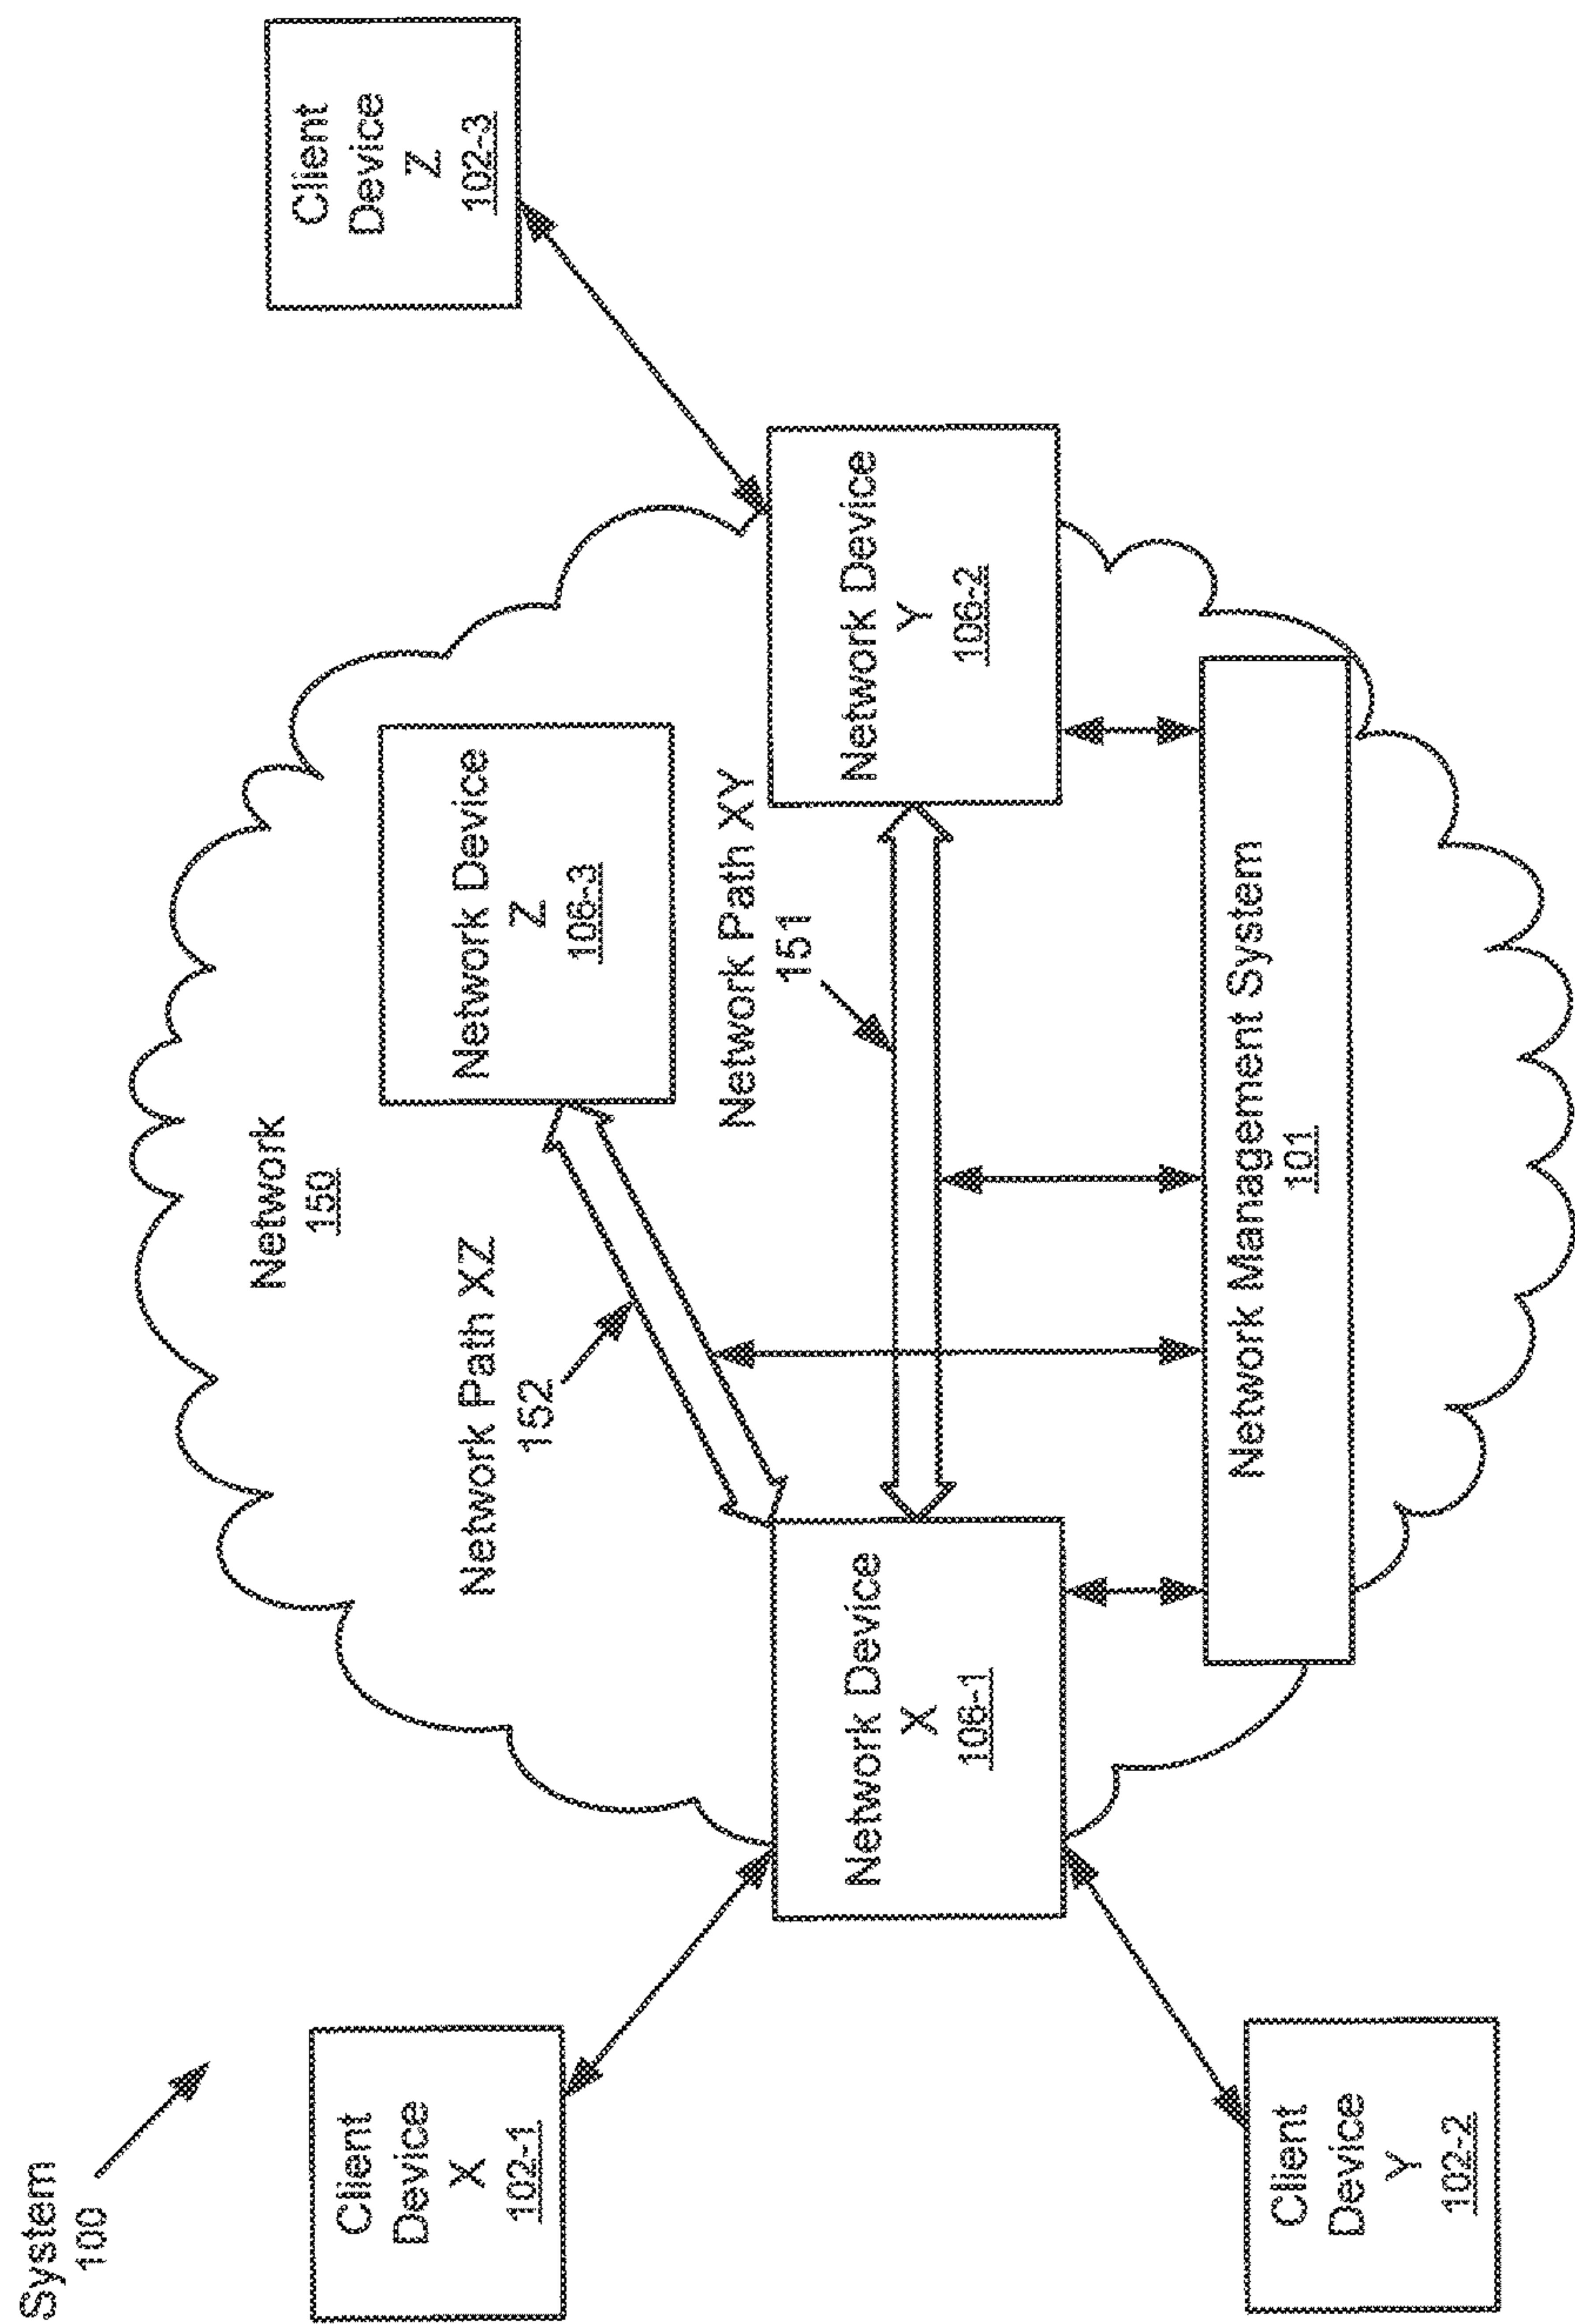 System
100
Client
Device
X
102-1
Client
Device
Y
102-2
Network
150
Network Path XZ
152
Network Device
Z
106-3
Network Path XY
151
Network Device
X
106-1
Network Device
Y
106-2
Network Management System
101
Client
Device
Z
102-3